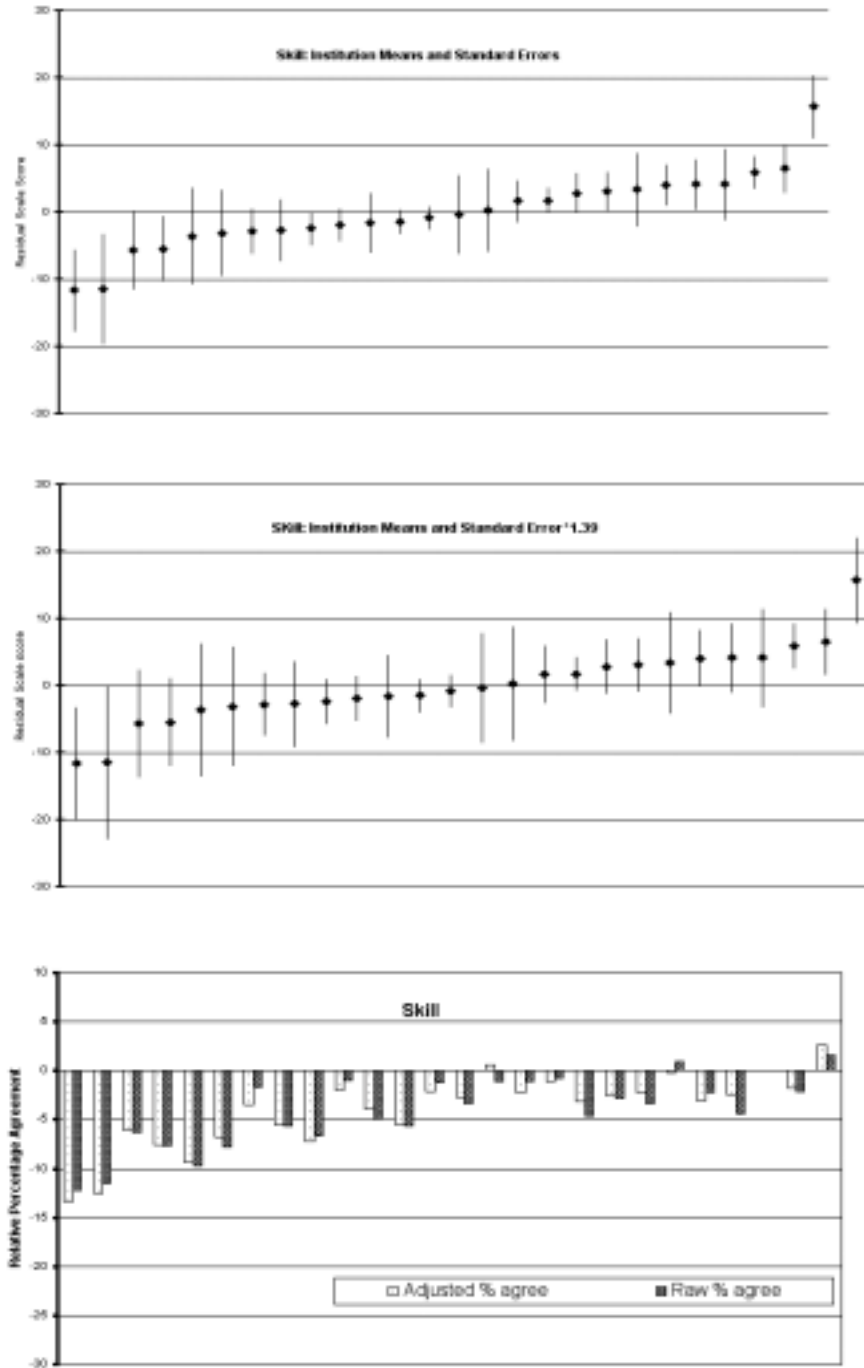 30
Skill: Institution Means and Standard Errors
20
10
0
-10
-20
-30
Residual Scale Score
30
SKill: Institution Means and Standard Error*1.39
20
10
0
-10
-20
-30
Residual Scale score
10
Skill
5
0
-5
-10
-15
-20
-25
-30
Relative Percentage Agreement
Adjusted % agree
Raw % agree